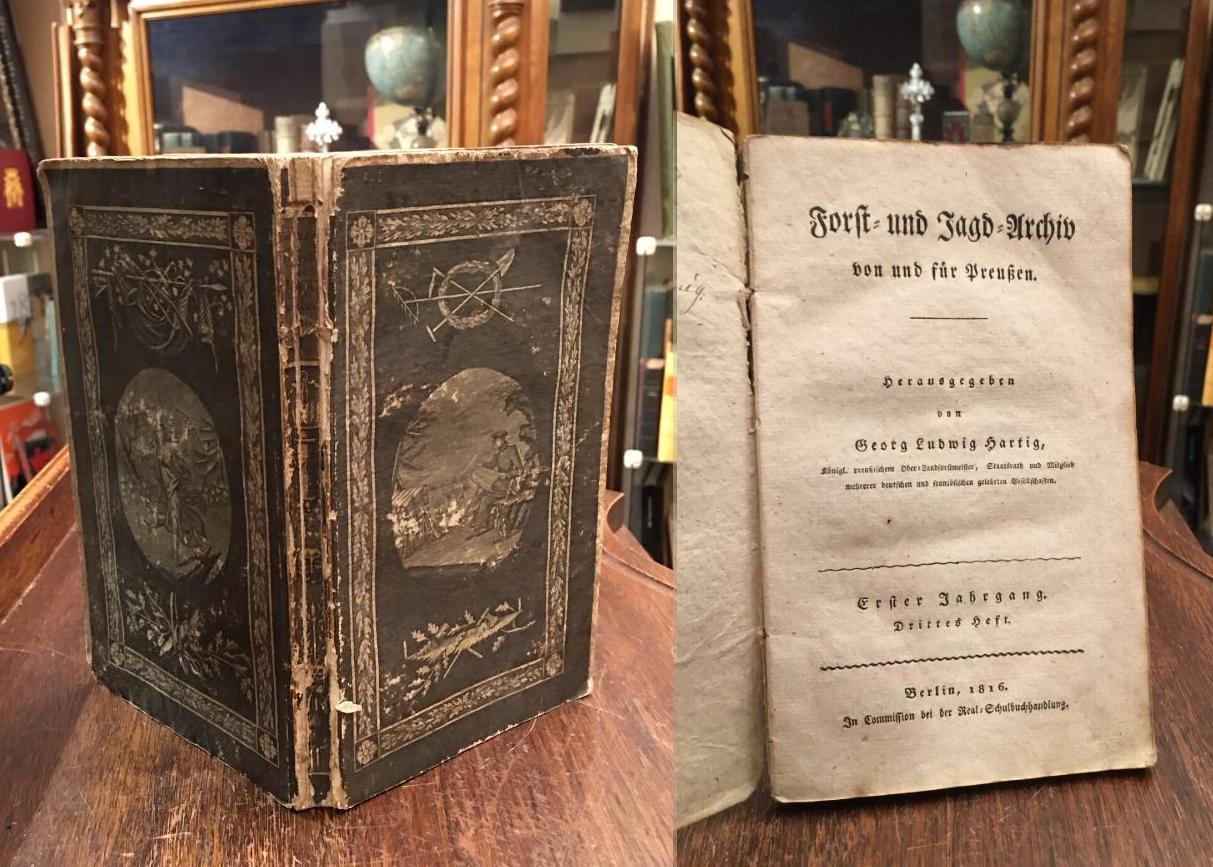 Forst- und Jagd-Archiv
von und für Preußen.
Herausgegeben
von
Georg Ludwig Hartig,
Königl. preußischem Ober-Landforstmeister, Staatsrath und Mitglied
mehrerer deutschen und französischen gelehrten Gesellschaften.
Erster Jahrgang.
Drittes Heft.
Berlin, 1816.
In Commission bei der Real-Schulbuchhandlung.